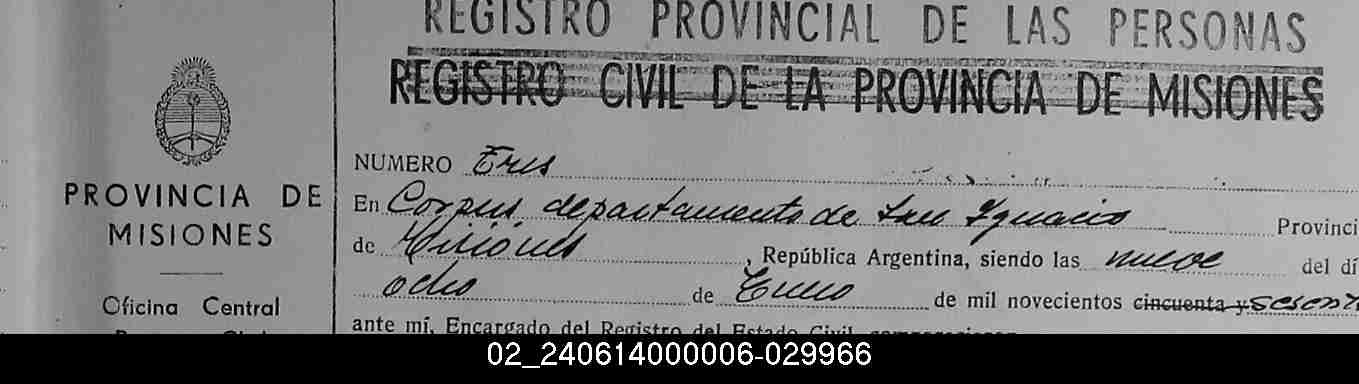 REGISTRO PROVINCIAL DE LAS PERSONAS
REGISTRO CIVIL DE LA PROVINCIA DE MISIONES
PROVINCIA DE
MISIONES
Oficina Central
NUMERO Tres
En Corpus departamento de San Ignacio Provinci
de Misiones, República Argentina, siendo las nueve del dí
ocho de Enero de mil novecientos cincuenta y sesent
ante mí, Encargado del Registro del Estado Civil,
02_240614000006-029966